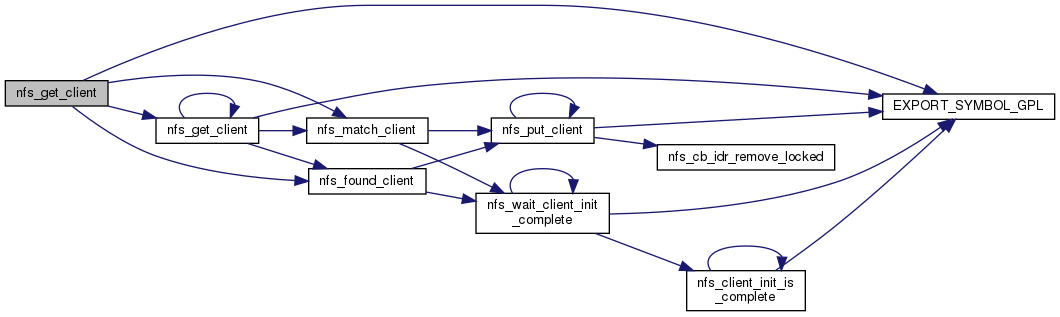 nfs_get_client
EXPORT_SYMBOL_GPL
nfs_get_client
nfs_match_client
nfs_put_client
nfs_cb_idr_remove_locked
nfs_found_client
nfs_wait_client_init
_complete
nfs_client_init_is
_complete